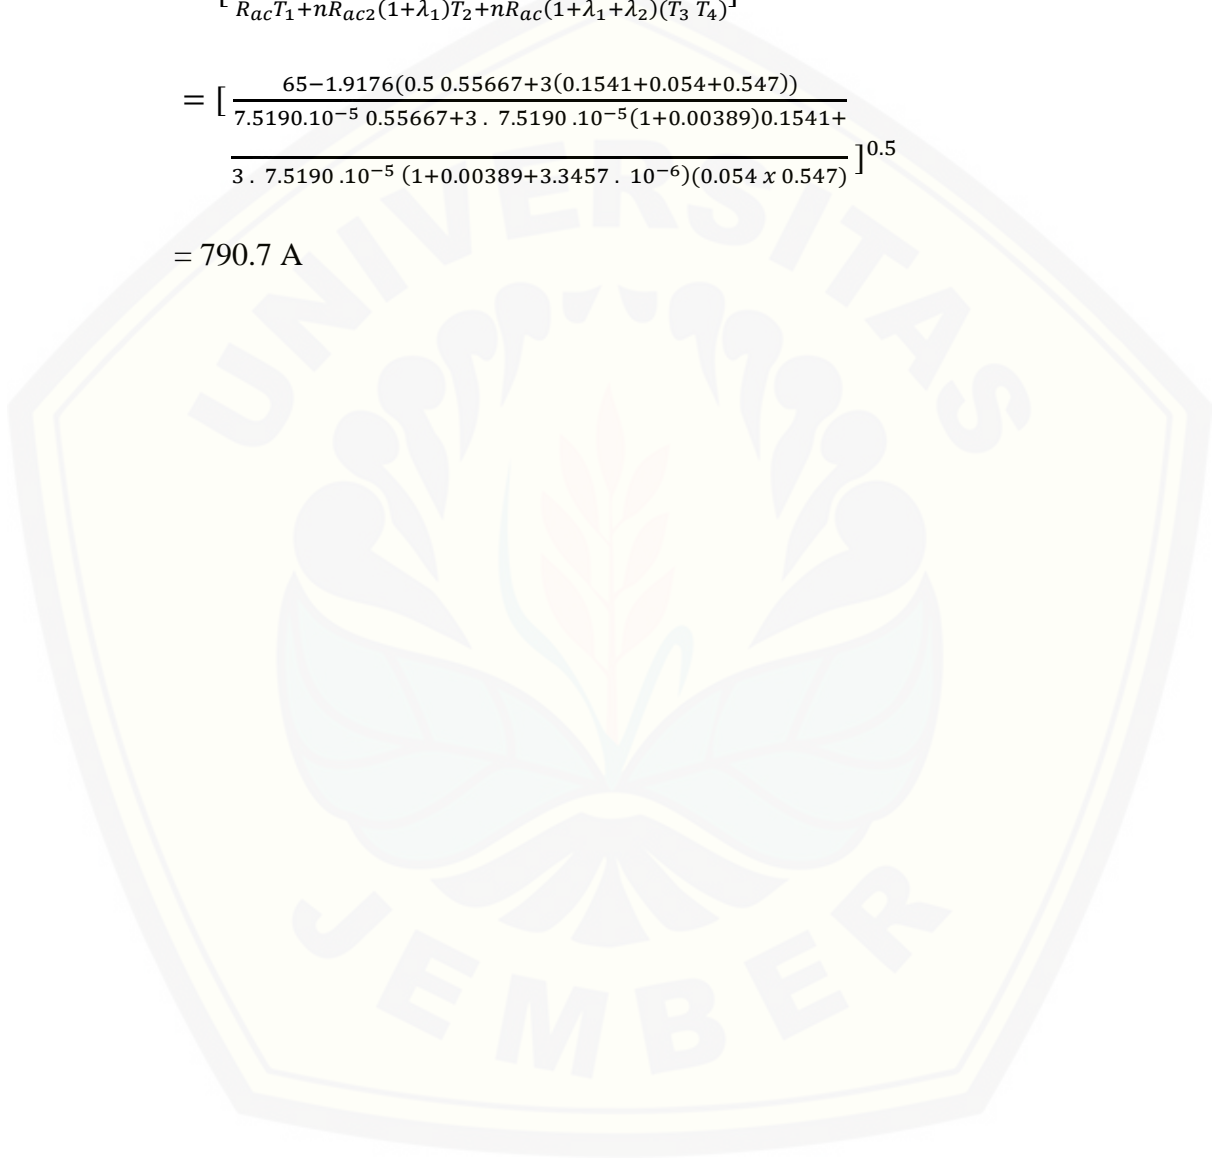 [ R_{ac}T_1+nR_{ac2}(1+λ_1)T_2+nR_{ac}(1+λ_1+λ_2)(T_3 T_4) ]
= [ 65−1.9176(0.5 0.55667+3(0.1541+0.054+0.547))
7.5190.10^{−5} 0.55667+3 . 7.5190 .10^{−5}(1+0.00389)0.1541+
3 . 7.5190 .10^{−5} (1+0.00389+3.3457 . 10^{−6})(0.054 x 0.547) ]^{0.5}
= 790.7 A
UNIVERSITAS
JEMBER